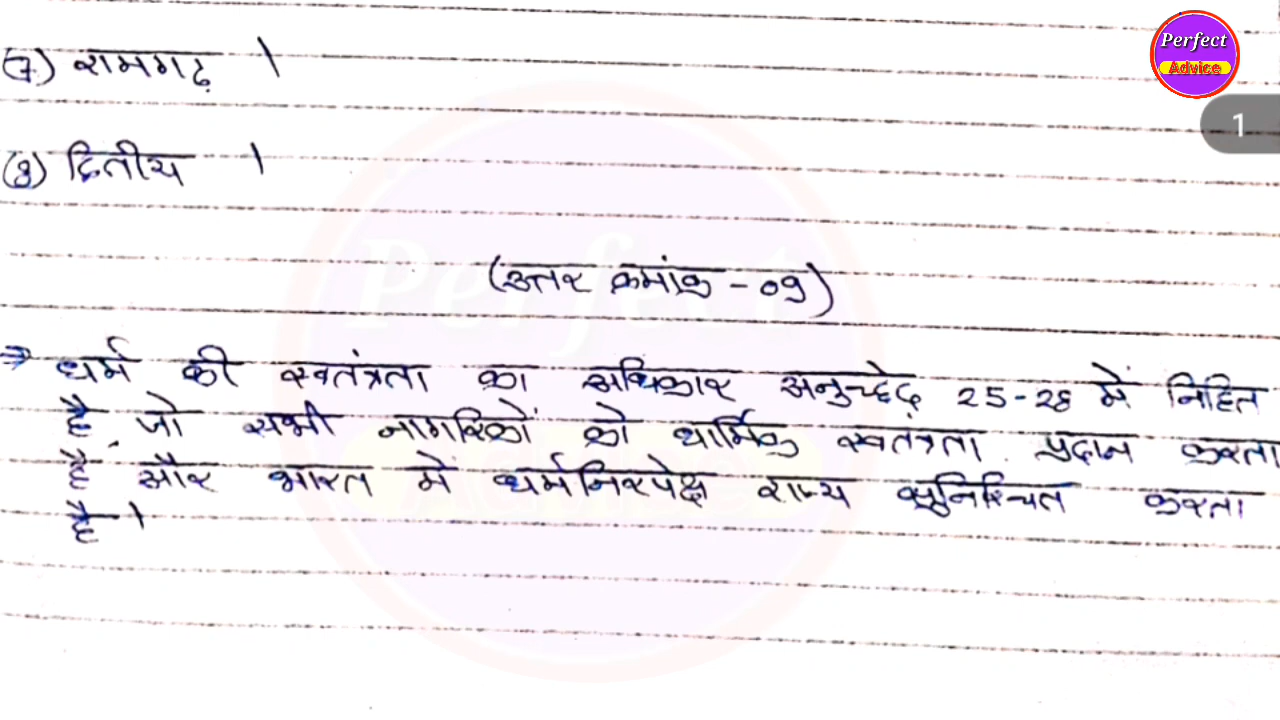 Perfect
Advice
1
(7) रामगढ़ ।
(8) द्वितीय ।
Perfect
(उत्तर क्रमांक - 09)
⇒ धर्म की स्वतंत्रता का अधिकार अनुच्छेद 25-28 में निहित
है, जो सभी नागरिकों को धार्मिक स्वतंत्रता प्रदान करता
है और भारत में धर्मनिरपेक्ष राज्य सुनिश्चित करता
है ।